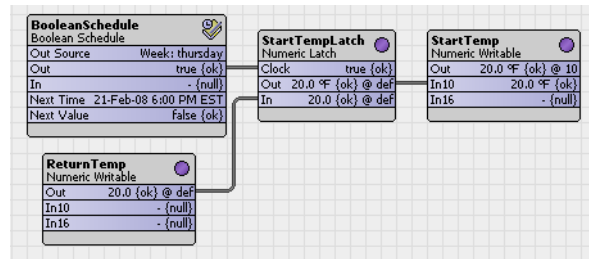 BooleanSchedule
Boolean Schedule
Out Source Week: thursday
Out true {ok}
In - {null}
Next Time 21-Feb-08 6:00 PM EST
Next Value false {ok}
StartTempLatch
Numeric Latch
Clock true {ok}
Out 20.0 °F {ok} @ def
In 20.0 {ok} @ def
StartTemp
Numeric Writable
Out 20.0 °F {ok} @ 10
In10 20.0 °F {ok}
In16 - {null}
ReturnTemp
Numeric Writable
Out 20.0 {ok} @ def
In10 - {null}
In16 - {null}